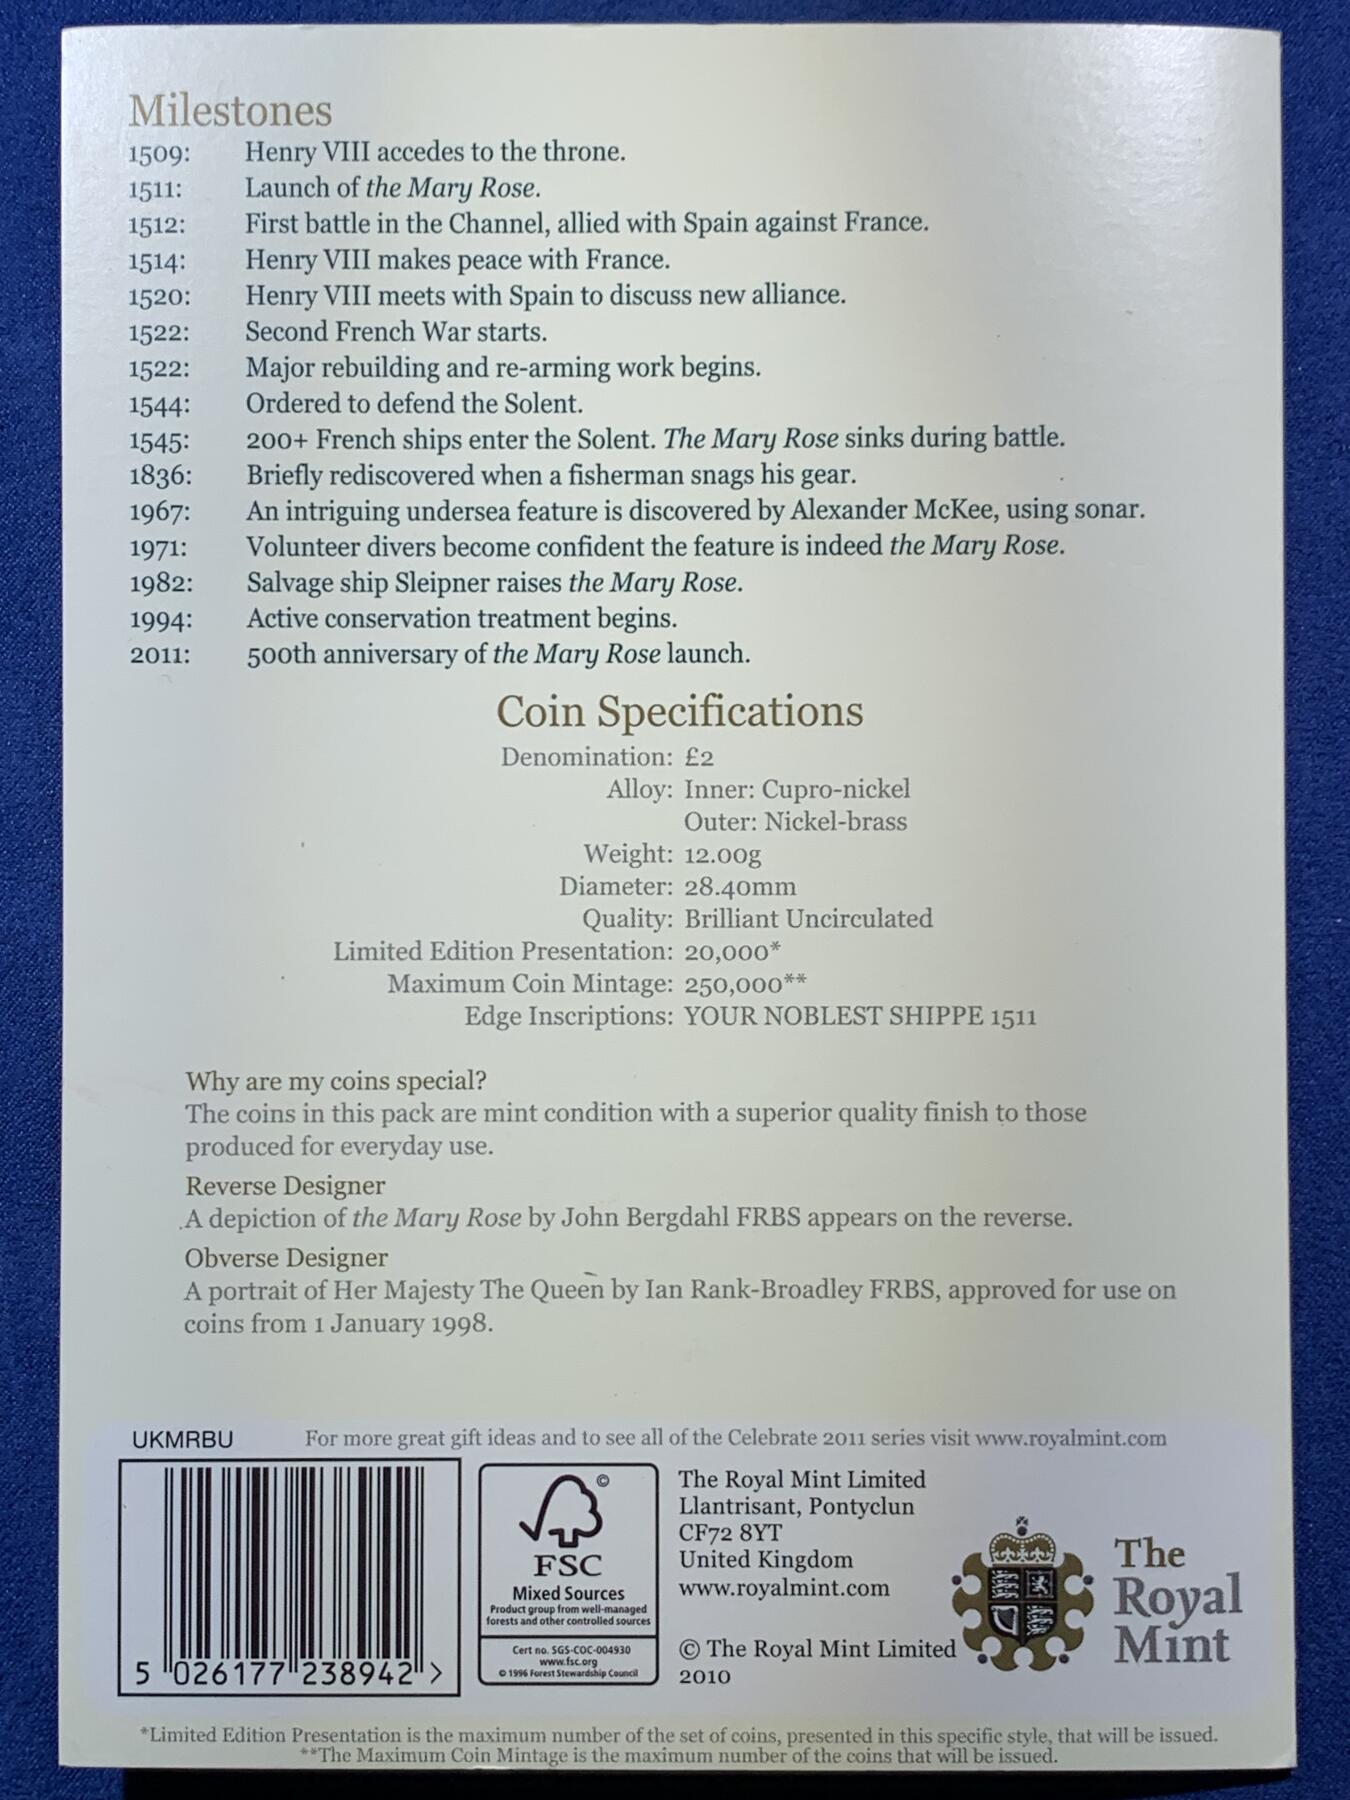 Milestones
1509: Henry VIII accedes to the throne.
1511: Launch of the Mary Rose.
1512: First battle in the Channel, allied with Spain against France.
1514: Henry VIII makes peace with France.
1520: Henry VIII meets with Spain to discuss new alliance.
1522: Second French War starts.
1522: Major rebuilding and re-arming work begins.
1544: Ordered to defend the Solent.
1545: 200+ French ships enter the Solent. The Mary Rose sinks during battle.
1836: Briefly rediscovered when a fisherman snags his gear.
1967: An intriguing undersea feature is discovered by Alexander McKee, using sonar.
1971: Volunteer divers become confident the feature is indeed the Mary Rose.
1982: Salvage ship Sleipner raises the Mary Rose.
1994: Active conservation treatment begins.
2011: 500th anniversary of the Mary Rose launch.
Coin Specifications
Denomination: £2
Alloy: Inner: Cupro-nickel
Outer: Nickel-brass
Weight: 12.00g
Diameter: 28.40mm
Quality: Brilliant Uncirculated
Limited Edition Presentation: 20,000*
Maximum Coin Mintage: 250,000**
Edge Inscriptions: YOUR NOBLEST SHIPPE 1511
Why are my coins special?
The coins in this pack are mint condition with a superior quality finish to those
produced for everyday use.
Reverse Designer
A depiction of the Mary Rose by John Bergdahl FRBS appears on the reverse.
Obverse Designer
A portrait of Her Majesty The Queen by Ian Rank-Broadley FRBS, approved for use on
coins from 1 January 1998.
UKMRBU
For more great gift ideas and to see all of the Celebrate 2011 series visit www.royalmint.com
5 026177 238942 >
©
FSC
Mixed Sources
Product group from well-managed
forests and other controlled sources
Cert no. SGS-COC-004930
www.fsc.org
© 1996 Forest Stewardship Council
The Royal Mint Limited
Llantrisant, Pontyclun
CF72 8YT
United Kingdom
www.royalmint.com
© The Royal Mint Limited
2010
The
Royal
Mint
*Limited Edition Presentation is the maximum number of the set of coins, presented in this specific style, that will be issued.
**The Maximum Coin Mintage is the maximum number of the coins that will be issued.